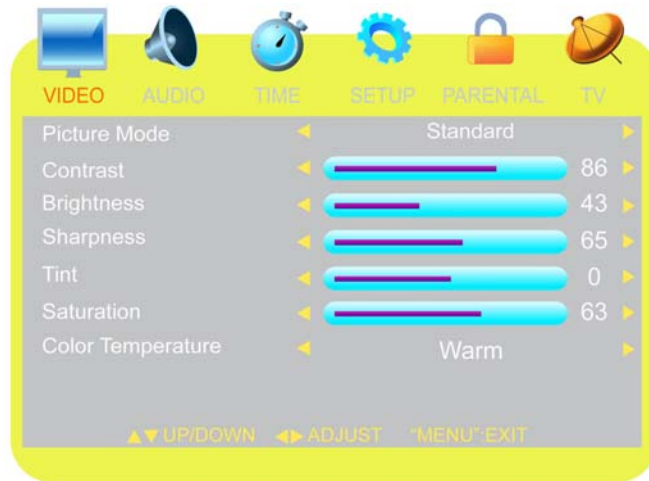 VIDEO AUDIO TIME SETUP PARENTAL TV
Picture Mode Standard
Contrast 86
Brightness 43
Sharpness 65
Tint 0
Saturation 63
Color Temperature Warm
▲▼UP/DOWN ◀▶ADJUST "MENU":EXIT